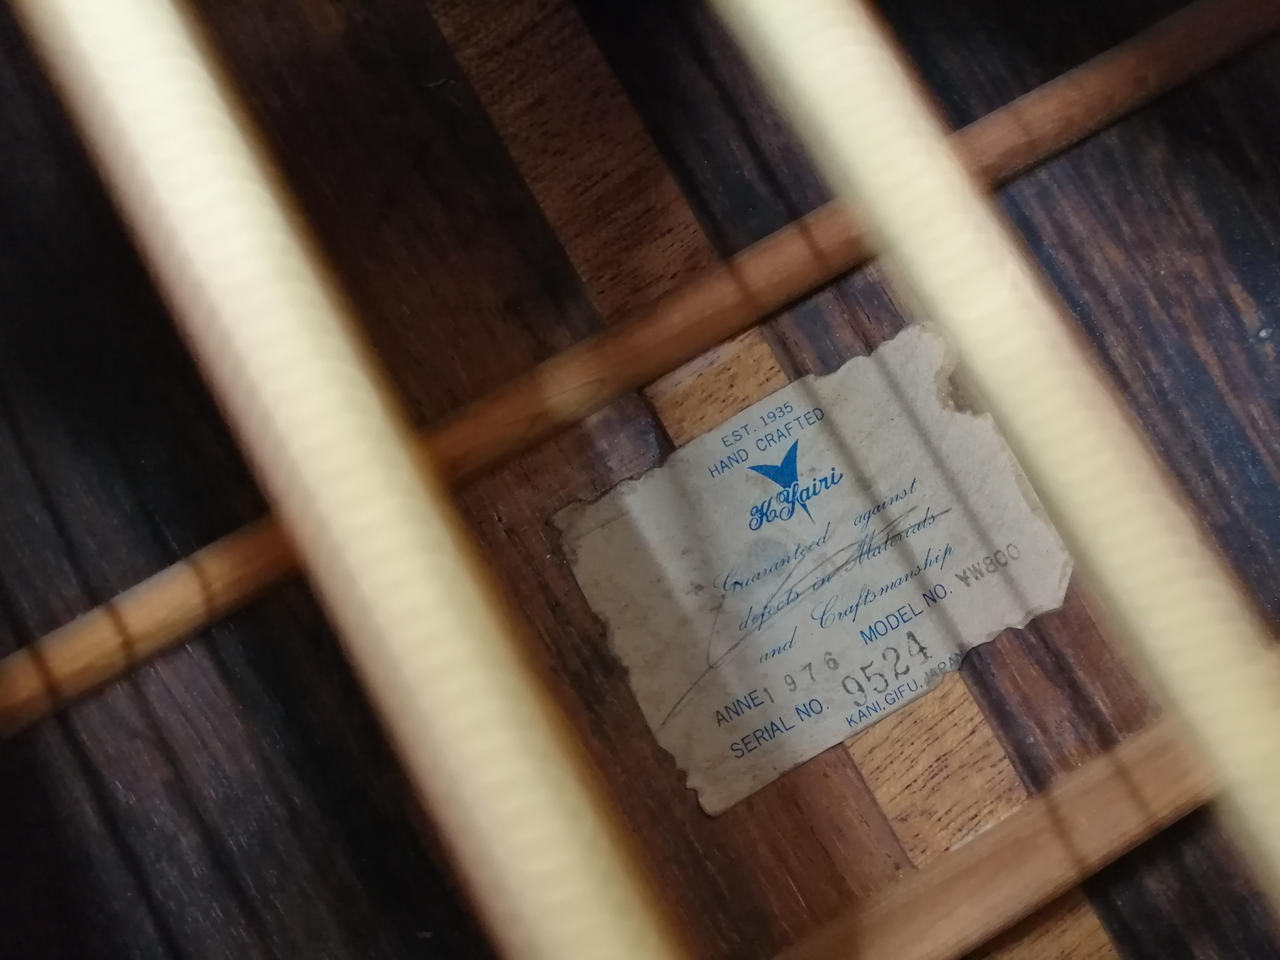 EST. 1935
HAND CRAFTED
K.Yairi
Guaranteed against
defects in Materials
and Craftsmanship
ANNE 1976 MODEL NO. YW800
SERIAL NO. 9524
KANI, GIFU, JAPAN